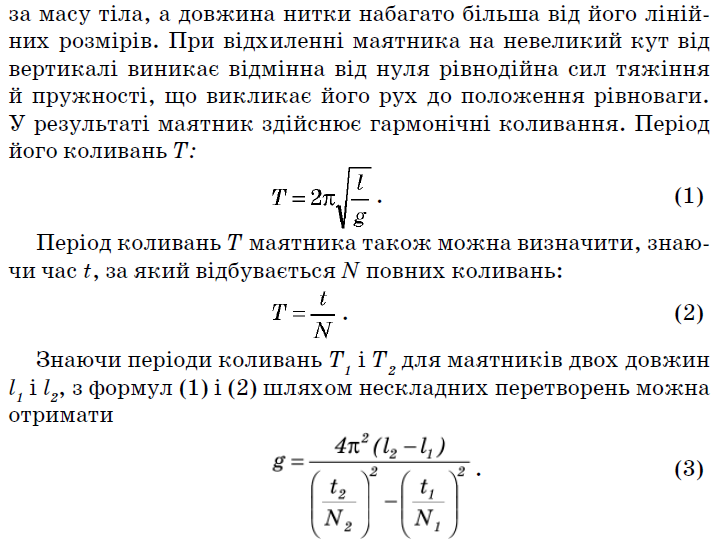 за масу тіла, а довжина нитки набагато більша від його ліній-
них розмірів. При відхиленні маятника на невеликий кут від
вертикалі виникає відмінна від нуля рівнодійна сил тяжіння
й пружності, що викликає його рух до положення рівноваги.
У результаті маятник здійснює гармонічні коливання. Період
його коливань T:
T = 2π√(l/g) . (1)
Період коливань T маятника також можна визначити, знаю-
чи час t, за який відбувається N повних коливань:
T = t/N . (2)
Знаючи періоди коливань T₁ і T₂ для маятників двох довжин
l₁ і l₂, з формул (1) і (2) шляхом нескладних перетворень можна
отримати
g = 4π²(l₂ – l₁) / ((t₂/N₂)² – (t₁/N₁)²) . (3)